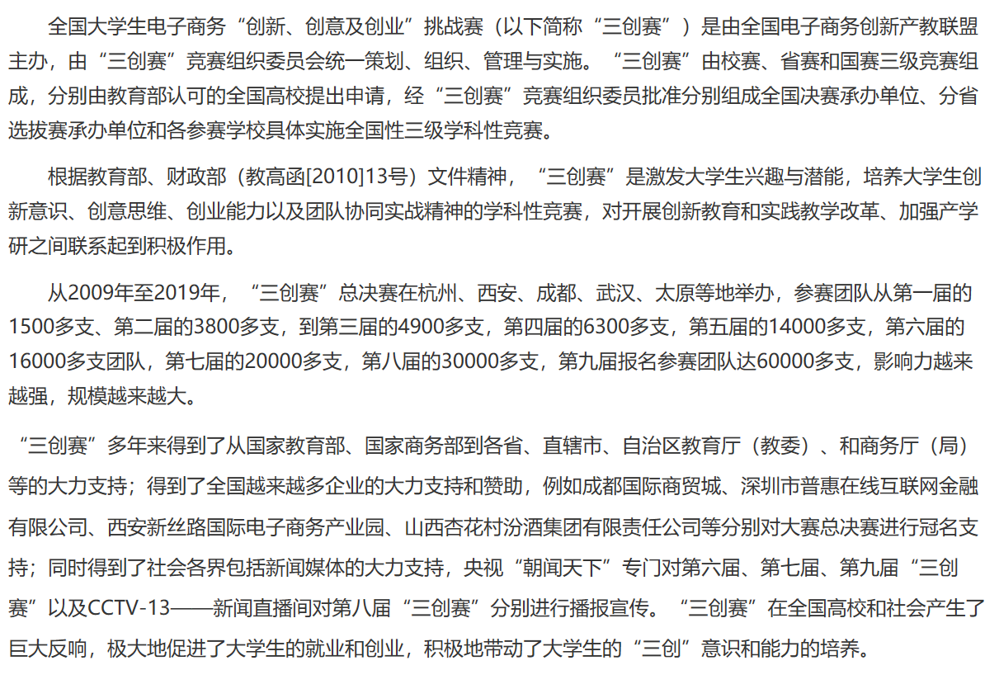 全国大学生电子商务“创新、创意及创业”挑战赛（以下简称“三创赛”）是由全国电子商务创新产教联盟
主办，由“三创赛”竞赛组织委员会统一策划、组织、管理与实施。“三创赛”由校赛、省赛和国赛三级竞赛组
成，分别由教育部认可的全国高校提出申请，经“三创赛”竞赛组织委员批准分别组成全国决赛承办单位、分省
选拔赛承办单位和各参赛学校具体实施全国性三级学科性竞赛。
根据教育部、财政部（教高函[2010]13号）文件精神，“三创赛”是激发大学生兴趣与潜能，培养大学生创
新意识、创意思维、创业能力以及团队协同实战精神的学科性竞赛，对开展创新教育和实践教学改革、加强产学
研之间联系起到积极作用。
从2009年至2019年，“三创赛”总决赛在杭州、西安、成都、武汉、太原等地举办，参赛团队从第一届的
1500多支、第二届的3800多支，到第三届的4900多支，第四届的6300多支，第五届的14000多支，第六届的
16000多支团队，第七届的20000多支，第八届的30000多支，第九届报名参赛团队达60000多支，影响力越来
越强，规模越来越大。
“三创赛”多年来得到了从国家教育部、国家商务部到各省、直辖市、自治区教育厅（教委）、和商务厅（局）
等的大力支持；得到了全国越来越多企业的大力支持和赞助，例如成都国际商贸城、深圳市普惠在线互联网金融
有限公司、西安新丝路国际电子商务产业园、山西杏花村汾酒集团有限责任公司等分别对大赛总决赛进行冠名支
持；同时得到了社会各界包括新闻媒体的大力支持，央视“朝闻天下”专门对第六届、第七届、第九届“三创
赛”以及CCTV-13——新闻直播间对第八届“三创赛”分别进行播报宣传。“三创赛”在全国高校和社会产生了
巨大反响，极大地促进了大学生的就业和创业，积极地带动了大学生的“三创”意识和能力的培养。